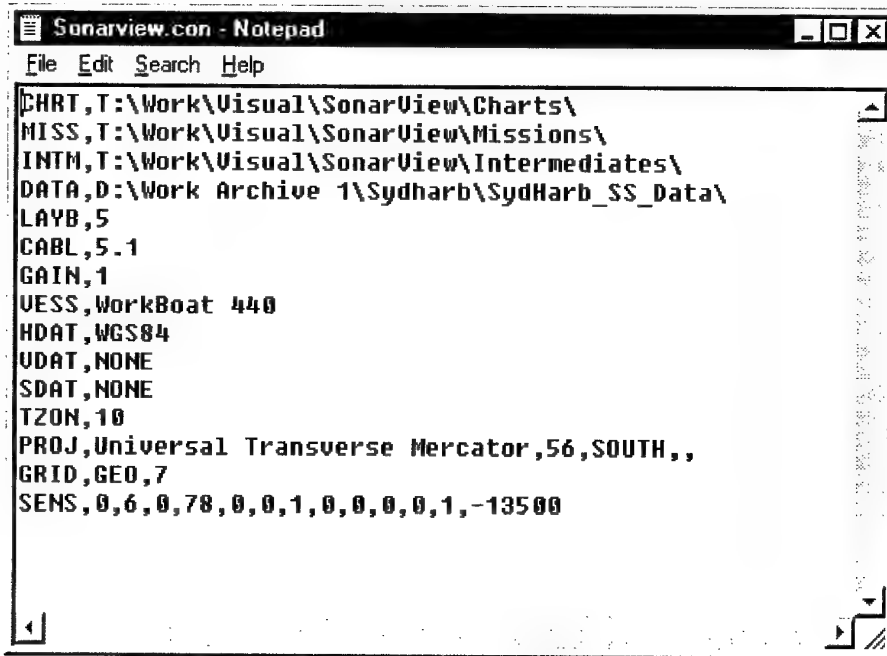 Sonarview.con - Notepad
File Edit Search Help
CHRT,T:\Work\Visual\SonarView\Charts\
MISS,T:\Work\Visual\SonarView\Missions\
INTM,T:\Work\Visual\SonarView\Intermediates\
DATA,D:\Work Archive 1\Sydharb\SydHarb_SS_Data\
LAYB,5
CABL,5.1
GAIN,1
VESS,WorkBoat 440
HDAT,WGS84
VDAT,NONE
SDAT,NONE
TZON,10
PROJ,Universal Transverse Mercator,56,SOUTH,,
GRID,GEO,7
SENS,0,6,0,78,0,0,1,0,0,0,0,1,-13500